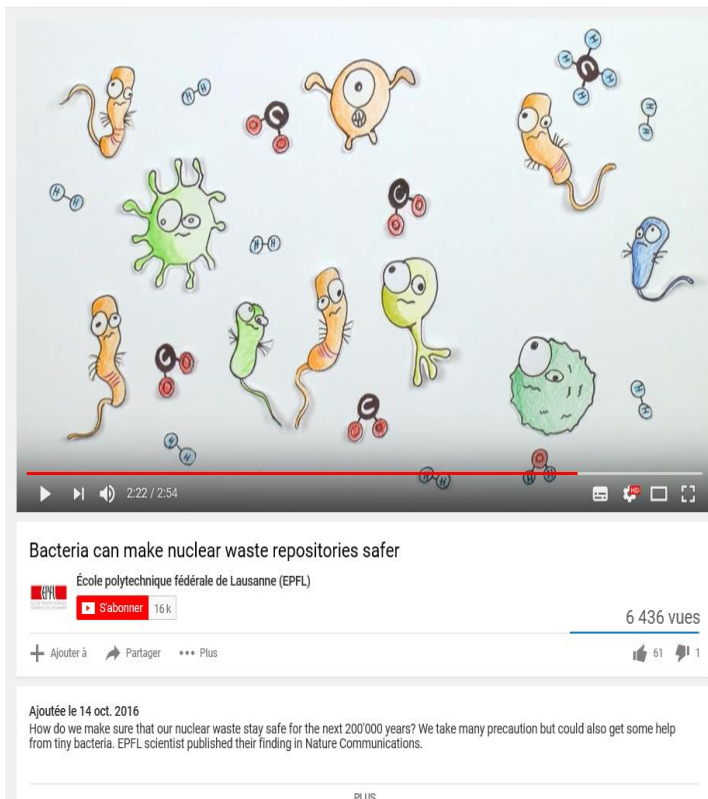 H H
C
O
O
C
H
H
H
H
H
H
H H
C
O
O
H H
C
O
O
H
H
C
O O
H
H
H H
O
H H
2:22 / 2:54
HD
Bacteria can make nuclear waste repositories safer
EPFL
École polytechnique fédérale de Lausanne (EPFL)
S'abonner 16 k
6 436 vues
Ajouter à Partager Plus 61 1
Ajoutée le 14 oct. 2016
How do we make sure that our nuclear waste stay safe for the next 200'000 years? We take many precaution but could also get some help
from tiny bacteria. EPFL scientist published their finding in Nature Communications.
PLUS